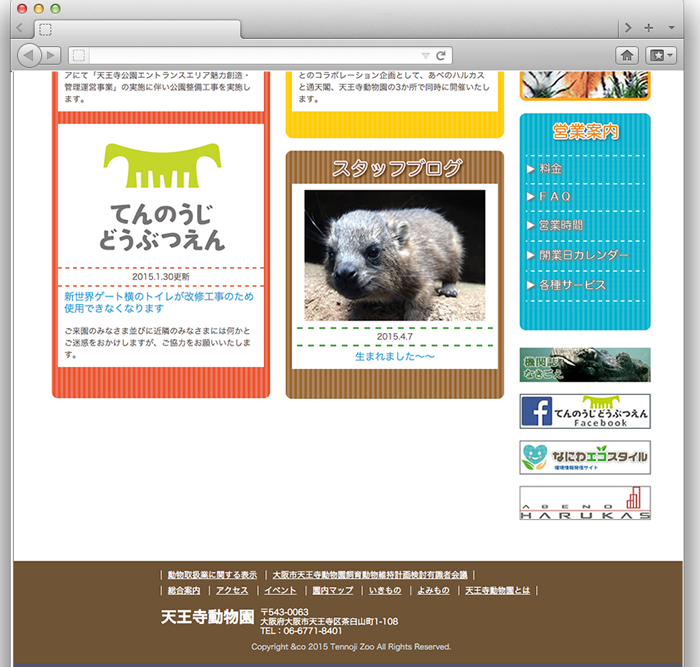 アにて「天王寺公園エントランスエリア魅力創造・
管理運営事業」の実施に伴い公園整備工事を実施し
ます。
てんのうじ
どうぶつえん
2015.1.30更新
新世界ゲート横のトイレが改修工事のため
使用できなくなります
ご来園のみなさま並びに近隣のみなさまには何かと
ご迷惑をおかけしますが、ご協力をお願いいたしま
す。
とのコラボレーション企画として、あべのハルカス
と通天閣、天王寺動物園の3か所で同時に開催いたし
ます。
スタッフブログ
2015.4.7
生まれました〜〜
営業案内
▶ 料金
▶ ＦＡＱ
▶ 営業時間
▶ 開業日カレンダー
▶ 各種サービス
機関誌
なきごえ
てんのうじどうぶつえん
Facebook
なにわエコスタイル
環境情報発信サイト
ABENO
HARUKAS
| 動物取扱業に関する表示 | 大阪市天王寺動物園飼育動物維持計画検討有識者会議 |
| 総合案内 | アクセス | イベント | 園内マップ | いきもの | よみもの | 天王寺動物園とは |
天王寺動物園
〒543-0063
大阪府大阪市天王寺区茶臼山町1-108
TEL：06-6771-8401
Copyright &co 2015 Tennoji Zoo All Rights Reserved.